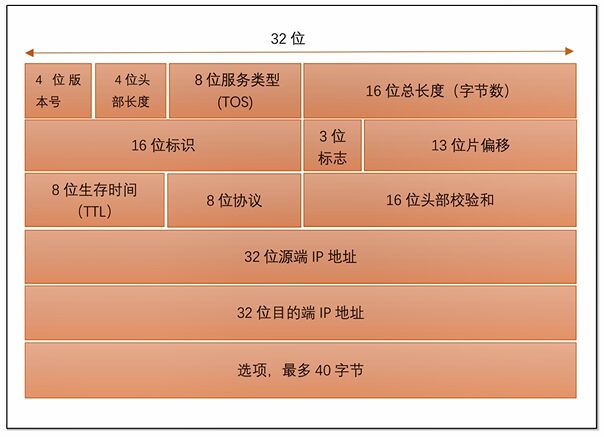 32 位
4 位 版
本号
4 位头
部长度
8 位服务类型
(TOS)
16 位总长度（字节数）
16 位标识
3 位
标志
13 位片偏移
8 位生存时间
（TTL）
8 位协议
16 位头部校验和
32 位源端 IP 地址
32 位目的端 IP 地址
选项，最多 40 字节